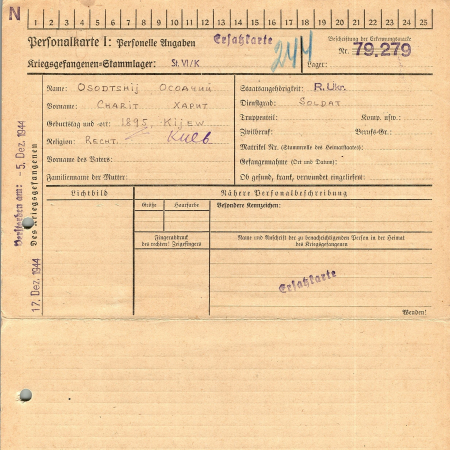 N
1 2 3 4 5 6 7 8 9 10 11 12 13 14 15 16 17 18 19 20 21 22 23 24 25
Personalkarte I: Personelle Angaben
Ersatzkarte
244
Beschriftung der Erkennungsmarke
Nr. 79.279
Kriegsgefangenen-Stammlager: St. VI/K
Lager:
Name: OSODTSHIJ ОСОДЧИЙ
Vorname: CHARIT ХАРИТ
Geburtstag und -ort: 1895, KIJEW
Religion: RECHT. Киев
Vorname des Vaters:
Familienname der Mutter:
Staatsangehörigkeit: R. Ukr.
Dienstgrad: SOLDAT
Truppenteil: Komp. usw.:
Zivilberuf: Berufs-Gr.:
Matrikel Nr. (Stammrolle des Heimatstaates):
Gefangennahme (Ort und Datum):
Ob gesund, krank, verwundet eingeliefert:
Verstorben am: - 5. Dez. 1944
Des Kriegsgefangenen
17. Dez. 1944
Lichtbild
Nähere Personalbeschreibung
Größe
Haarfarbe
Besondere Kennzeichen:
Fingerabdruck
des rechten! Zeigefingers
Name und Anschrift der zu benachrichtigenden Person in der Heimat
des Kriegsgefangenen
Ersatzkarte
Wenden!